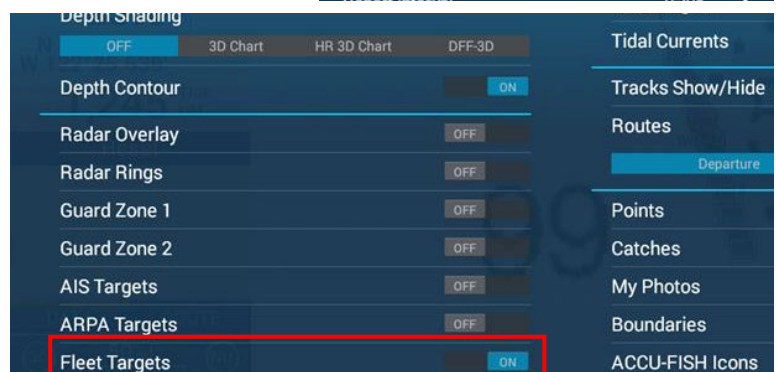 Depth Shading
OFF 3D Chart HR 3D Chart DFF-3D
Depth Contour ON
Radar Overlay OFF
Radar Rings OFF
Guard Zone 1 OFF
Guard Zone 2 OFF
AIS Targets OFF
ARPA Targets OFF
Fleet Targets ON
Tidal Currents
Tracks Show/Hide
Routes
Departure
Points
Catches
My Photos
Boundaries
ACCU-FISH Icons